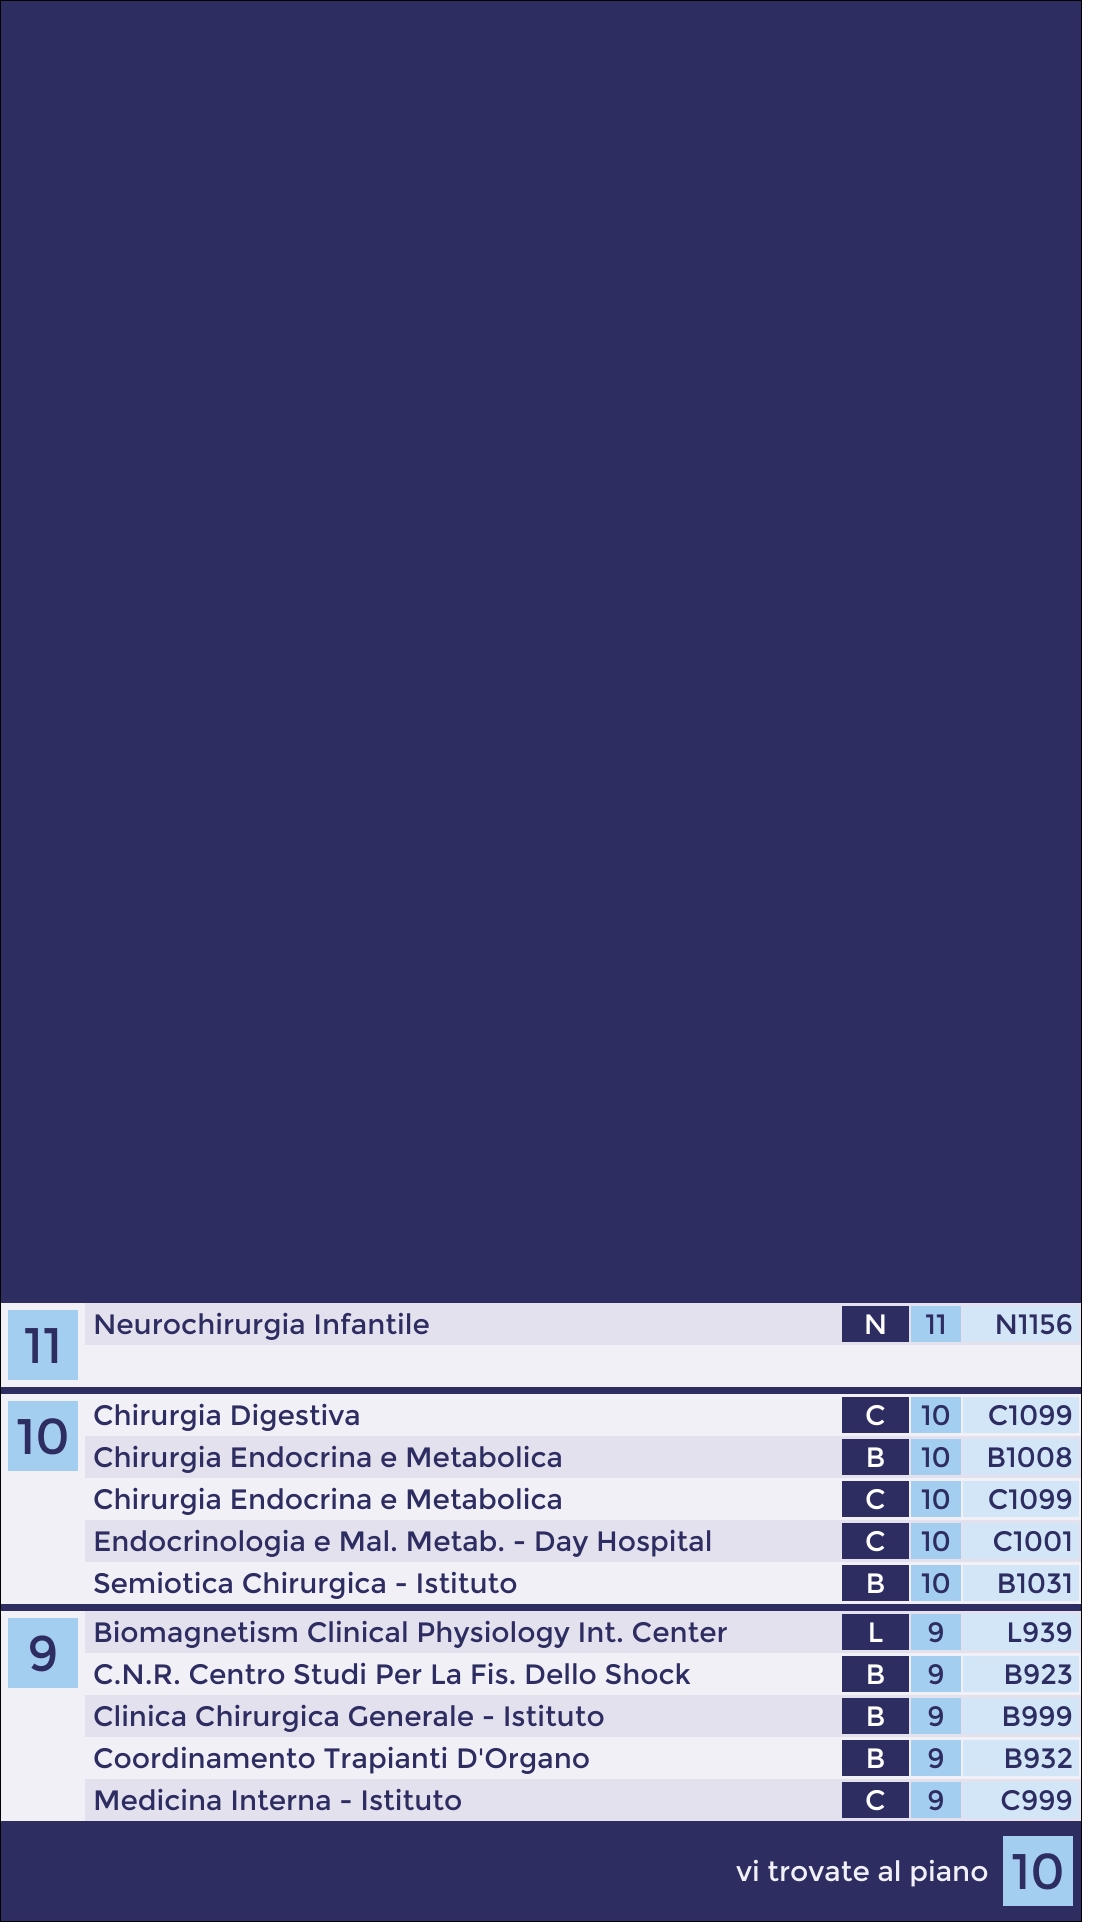 11 Neurochirurgia Infantile N 11 N1156
10 Chirurgia Digestiva C 10 C1099
Chirurgia Endocrina e Metabolica B 10 B1008
Chirurgia Endocrina e Metabolica C 10 C1099
Endocrinologia e Mal. Metab. - Day Hospital C 10 C1001
Semiotica Chirurgica - Istituto B 10 B1031
9 Biomagnetism Clinical Physiology Int. Center L 9 L939
C.N.R. Centro Studi Per La Fis. Dello Shock B 9 B923
Clinica Chirurgica Generale - Istituto B 9 B999
Coordinamento Trapianti D'Organo B 9 B932
Medicina Interna - Istituto C 9 C999
vi trovate al piano 10